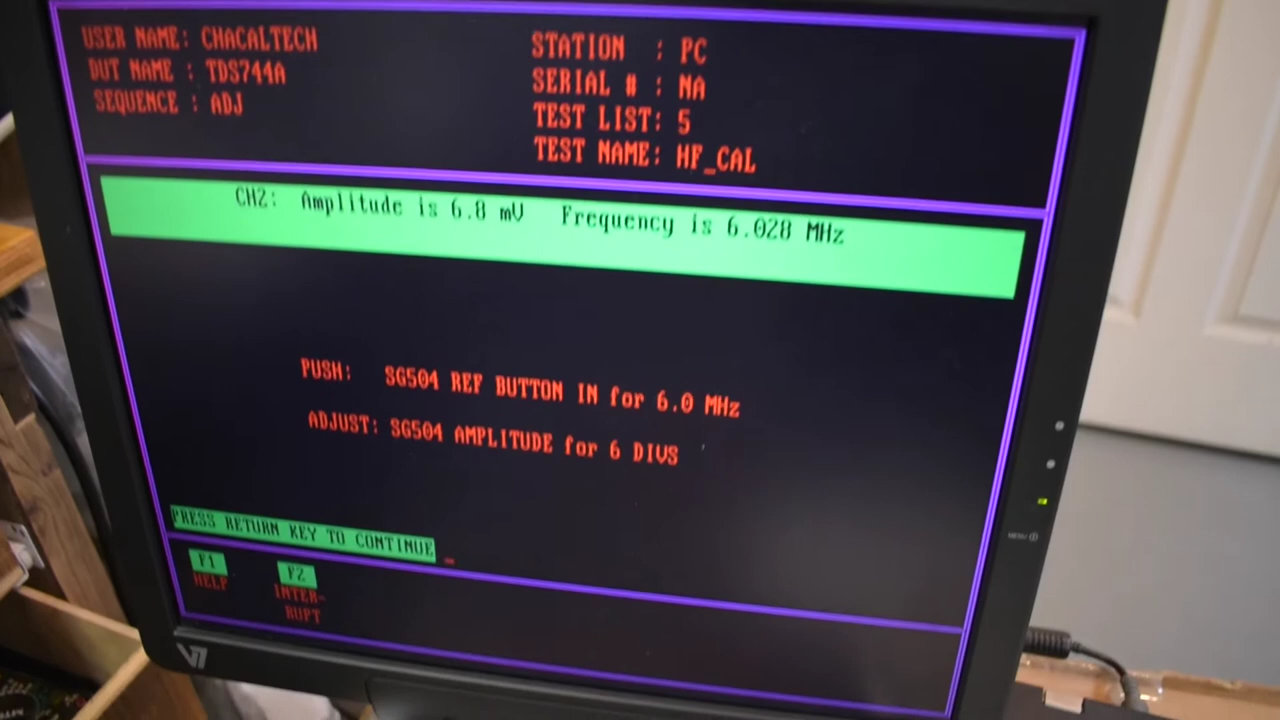 USER NAME: CHACALTECH
DUT NAME : TDS744A
SEQUENCE : ADJ
STATION : PC
SERIAL # : NA
TEST LIST: 5
TEST NAME: HF_CAL
CH2: Amplitude is 6.8 mV Frequency is 6.028 MHz
PUSH: SG504 REF BUTTON IN for 6.0 MHz
ADJUST: SG504 AMPLITUDE for 6 DIVS
PRESS RETURN KEY TO CONTINUE
F1
HELP
F2
INTER-
RUPT
V7
MENU